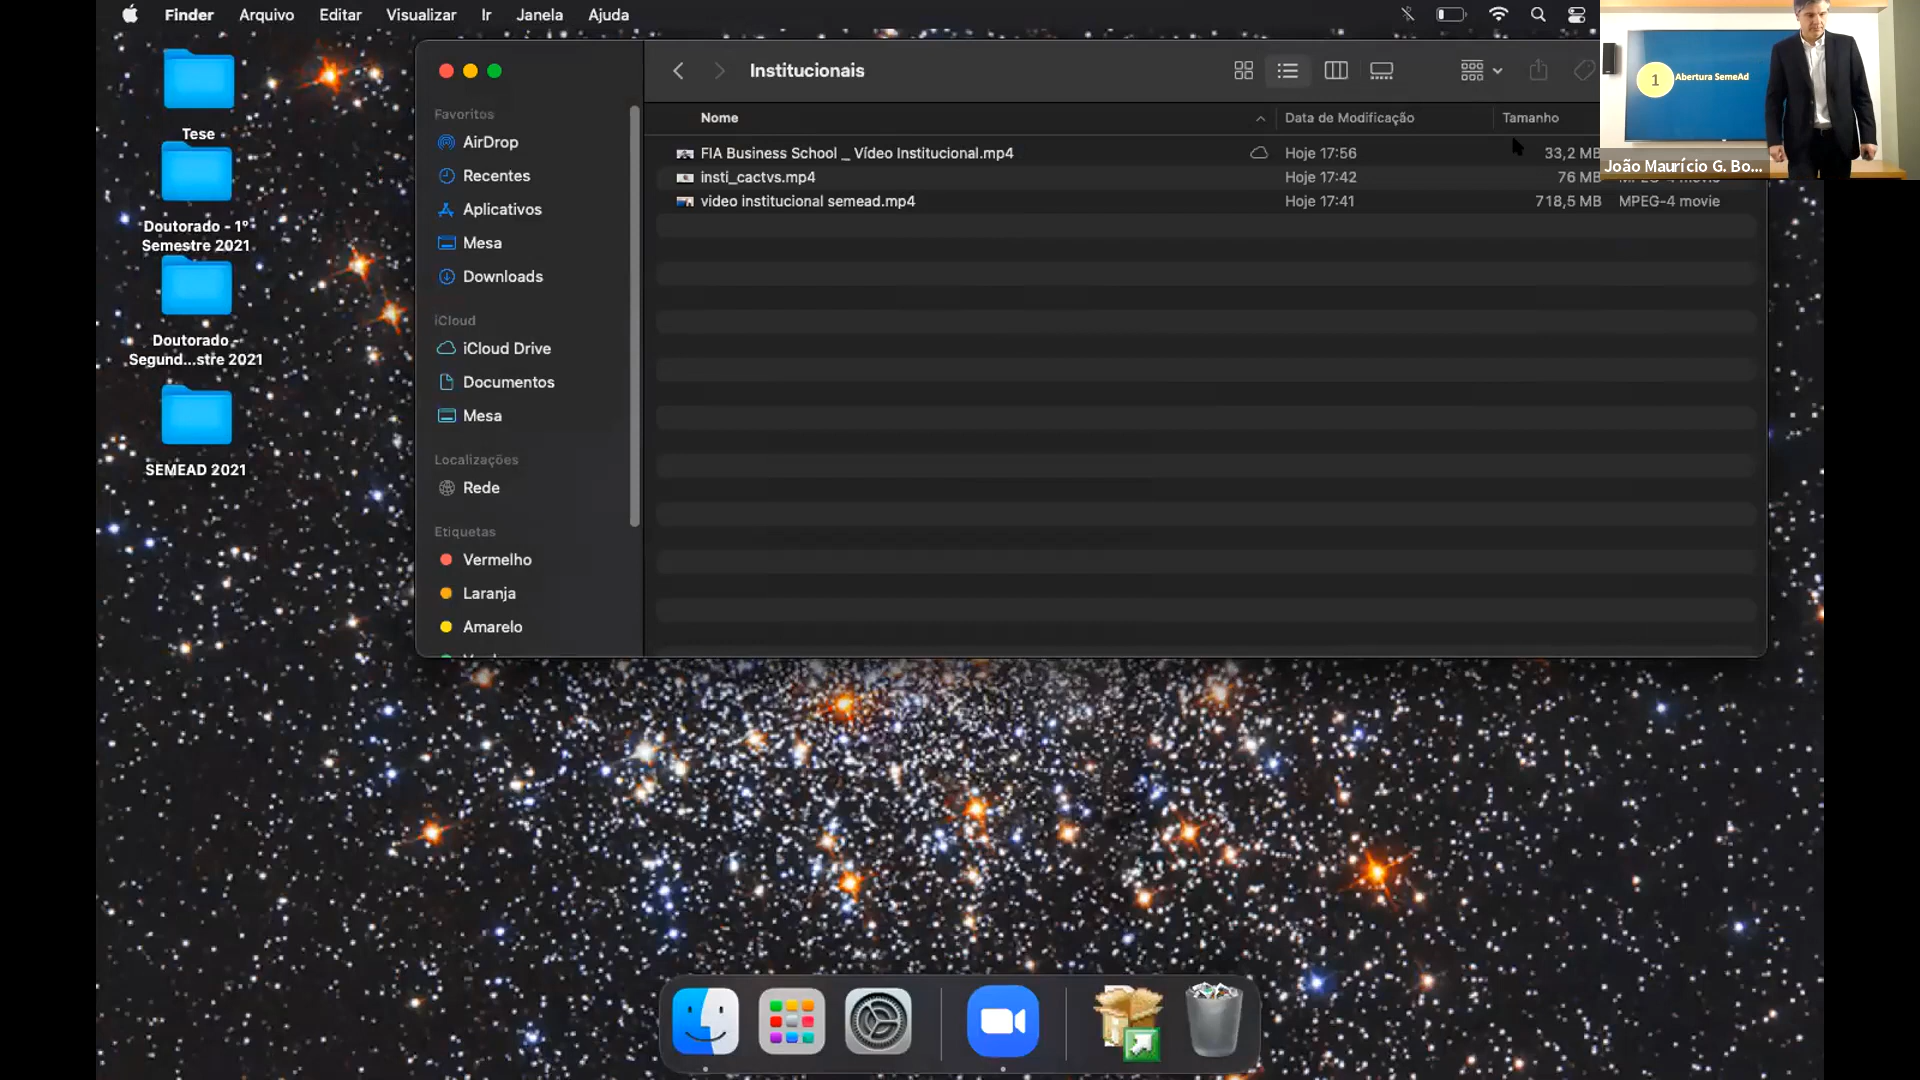 Finder Arquivo Editar Visualizar Ir Janela Ajuda
Tese
Doutorado - 1º
Semestre 2021
Doutorado -
Segund...stre 2021
SEMEAD 2021
Institucionais
Favoritos
AirDrop
Recentes
Aplicativos
Mesa
Downloads
iCloud
iCloud Drive
Documentos
Mesa
Localizações
Rede
Etiquetas
Vermelho
Laranja
Amarelo
Nome Data de Modificação Tamanho
FIA Business School _ Vídeo Institucional.mp4 Hoje 17:56 33,2 MB
insti_cactvs.mp4 Hoje 17:42 76 MB MPEG-4 movie
video institucional semead.mp4 Hoje 17:41 718,5 MB MPEG-4 movie
1 Abertura SemeAd
João Maurício G. Bo...